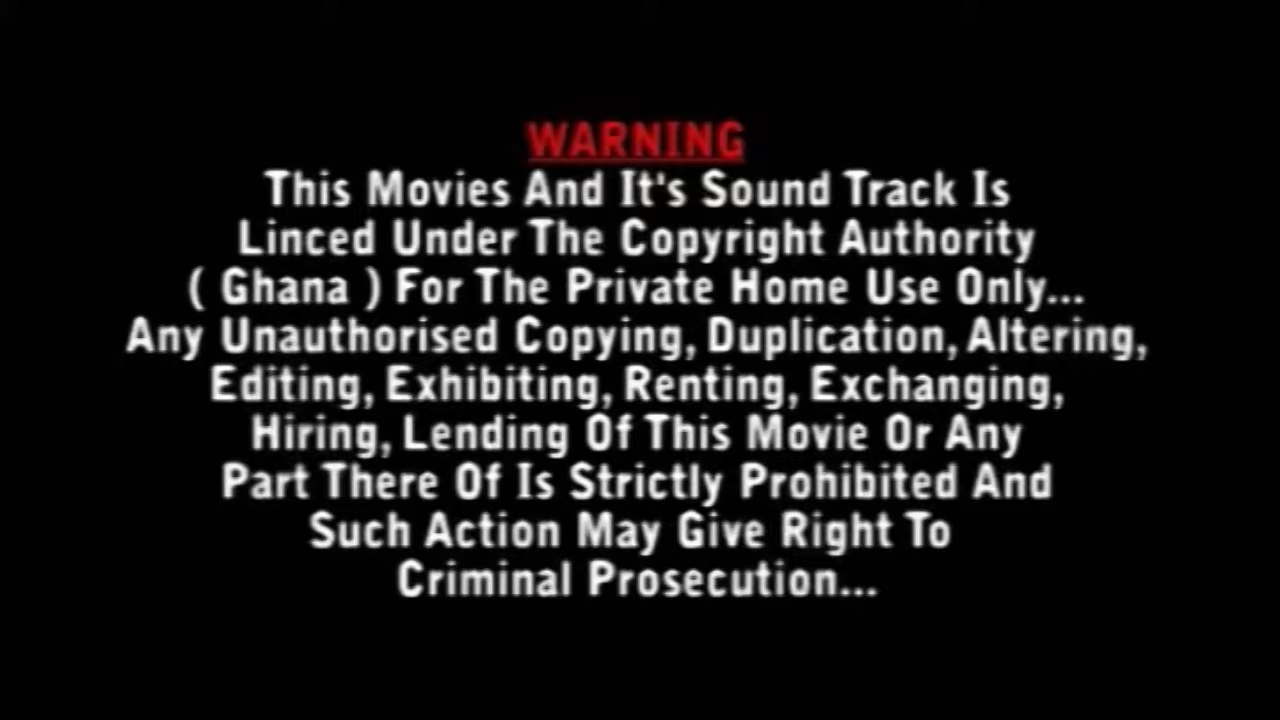 WARNING
This Movies And It's Sound Track Is
Linced Under The Copyright Authority
( Ghana ) For The Private Home Use Only...
Any Unauthorised Copying, Duplication, Altering,
Editing, Exhibiting, Renting, Exchanging,
Hiring, Lending Of This Movie Or Any
Part There Of Is Strictly Prohibited And
Such Action May Give Right To
Criminal Prosecution...